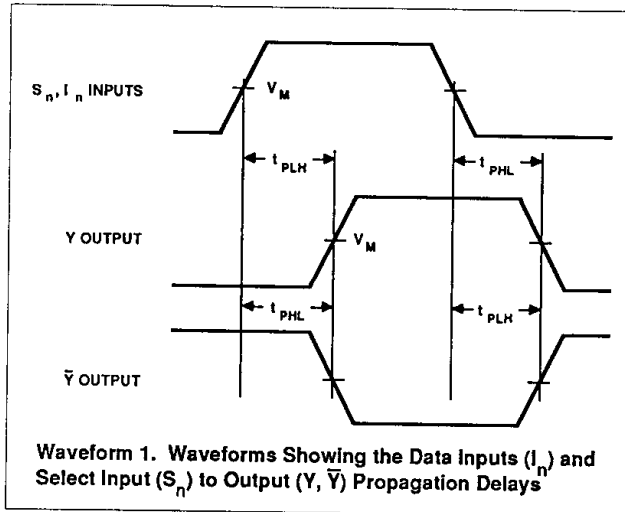 Sn, In INPUTS
VM
tPLH
tPHL
Y OUTPUT
VM
tPHL
tPLH
Ȳ OUTPUT
Waveform 1. Waveforms Showing the Data Inputs (In) and
Select Input (Sn) to Output (Y, Ȳ) Propagation Delays